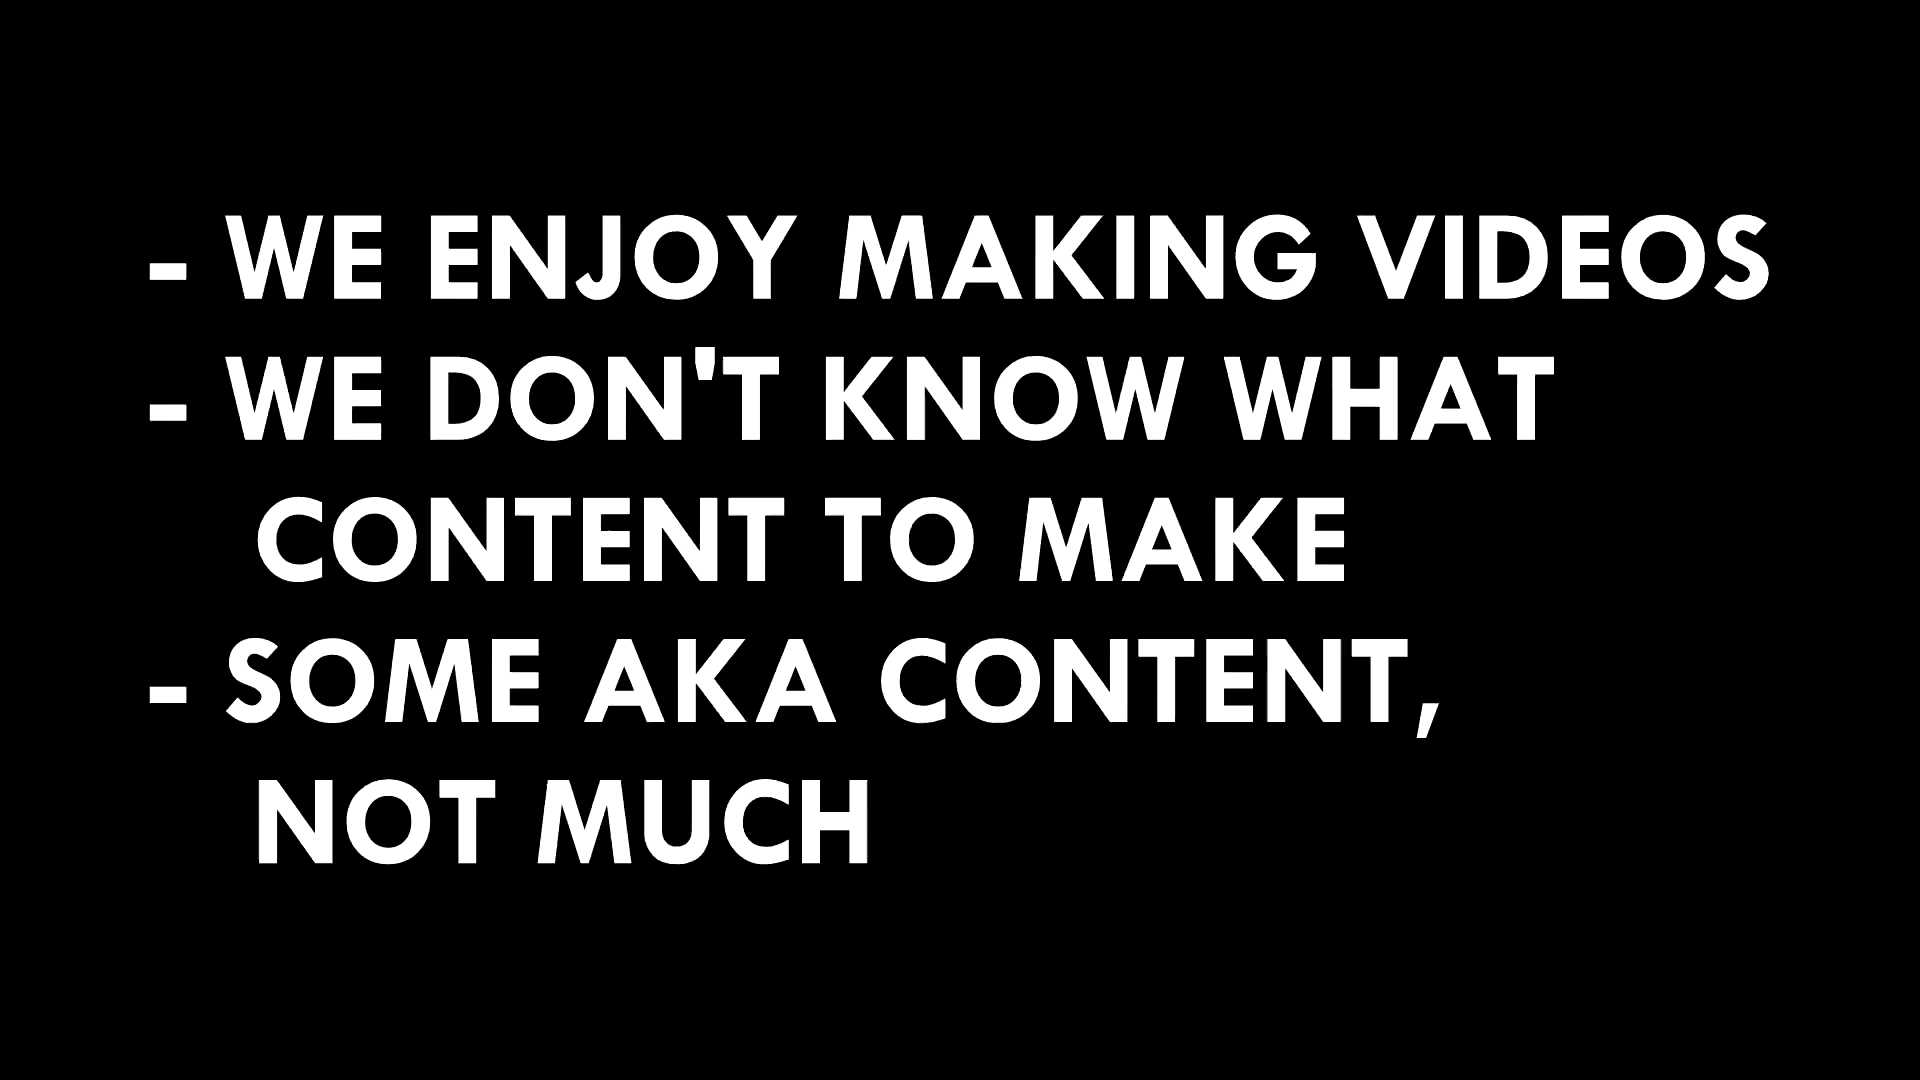 - WE ENJOY MAKING VIDEOS
- WE DON'T KNOW WHAT
CONTENT TO MAKE
- SOME AKA CONTENT,
NOT MUCH